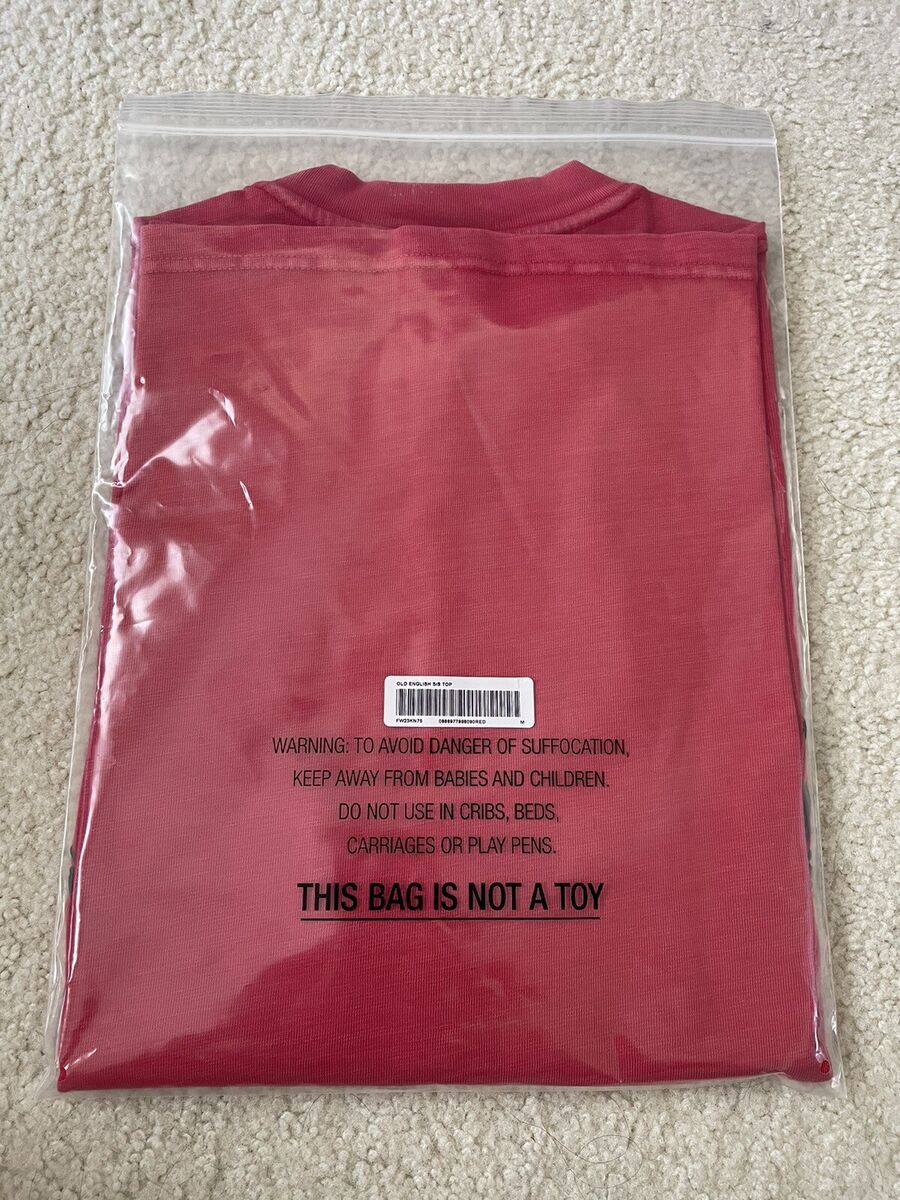 OLD ENGLISH S/S TOP
FW23KN75 M
WARNING: TO AVOID DANGER OF SUFFOCATION,
KEEP AWAY FROM BABIES AND CHILDREN.
DO NOT USE IN CRIBS, BEDS,
CARRIAGES OR PLAY PENS.
THIS BAG IS NOT A TOY